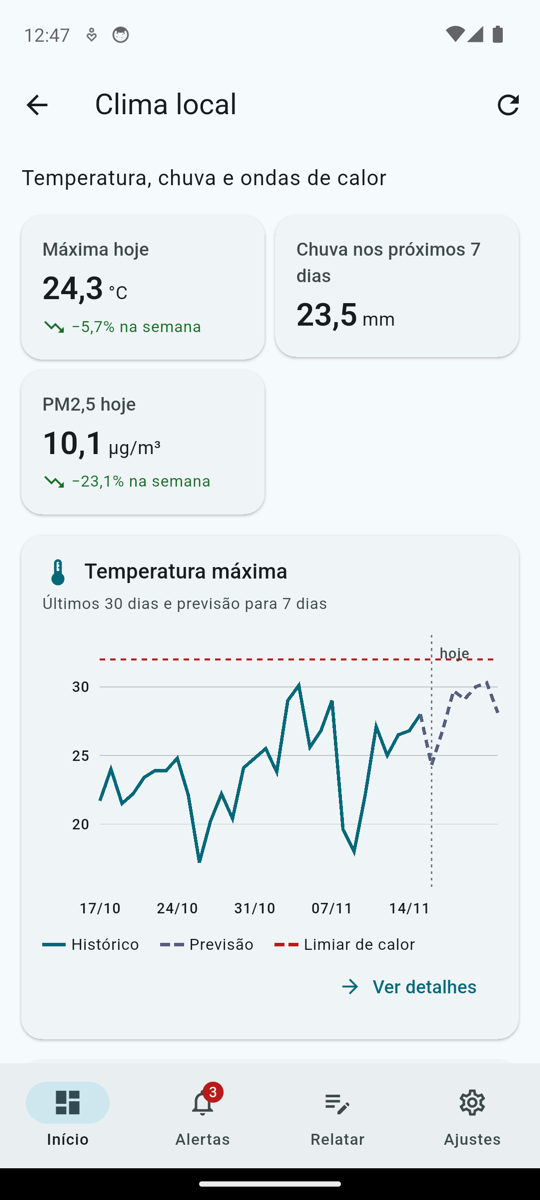 12:47
Clima local
Temperatura, chuva e ondas de calor
Máxima hoje
24,3 °C
−5,7% na semana
Chuva nos próximos 7
dias
23,5 mm
PM2,5 hoje
10,1 µg/m³
−23,1% na semana
Temperatura máxima
Últimos 30 dias e previsão para 7 dias
hoje
30
25
20
17/10 24/10 31/10 07/11 14/11
Histórico Previsão Limiar de calor
Ver detalhes
3
Início Alertas Relatar Ajustes